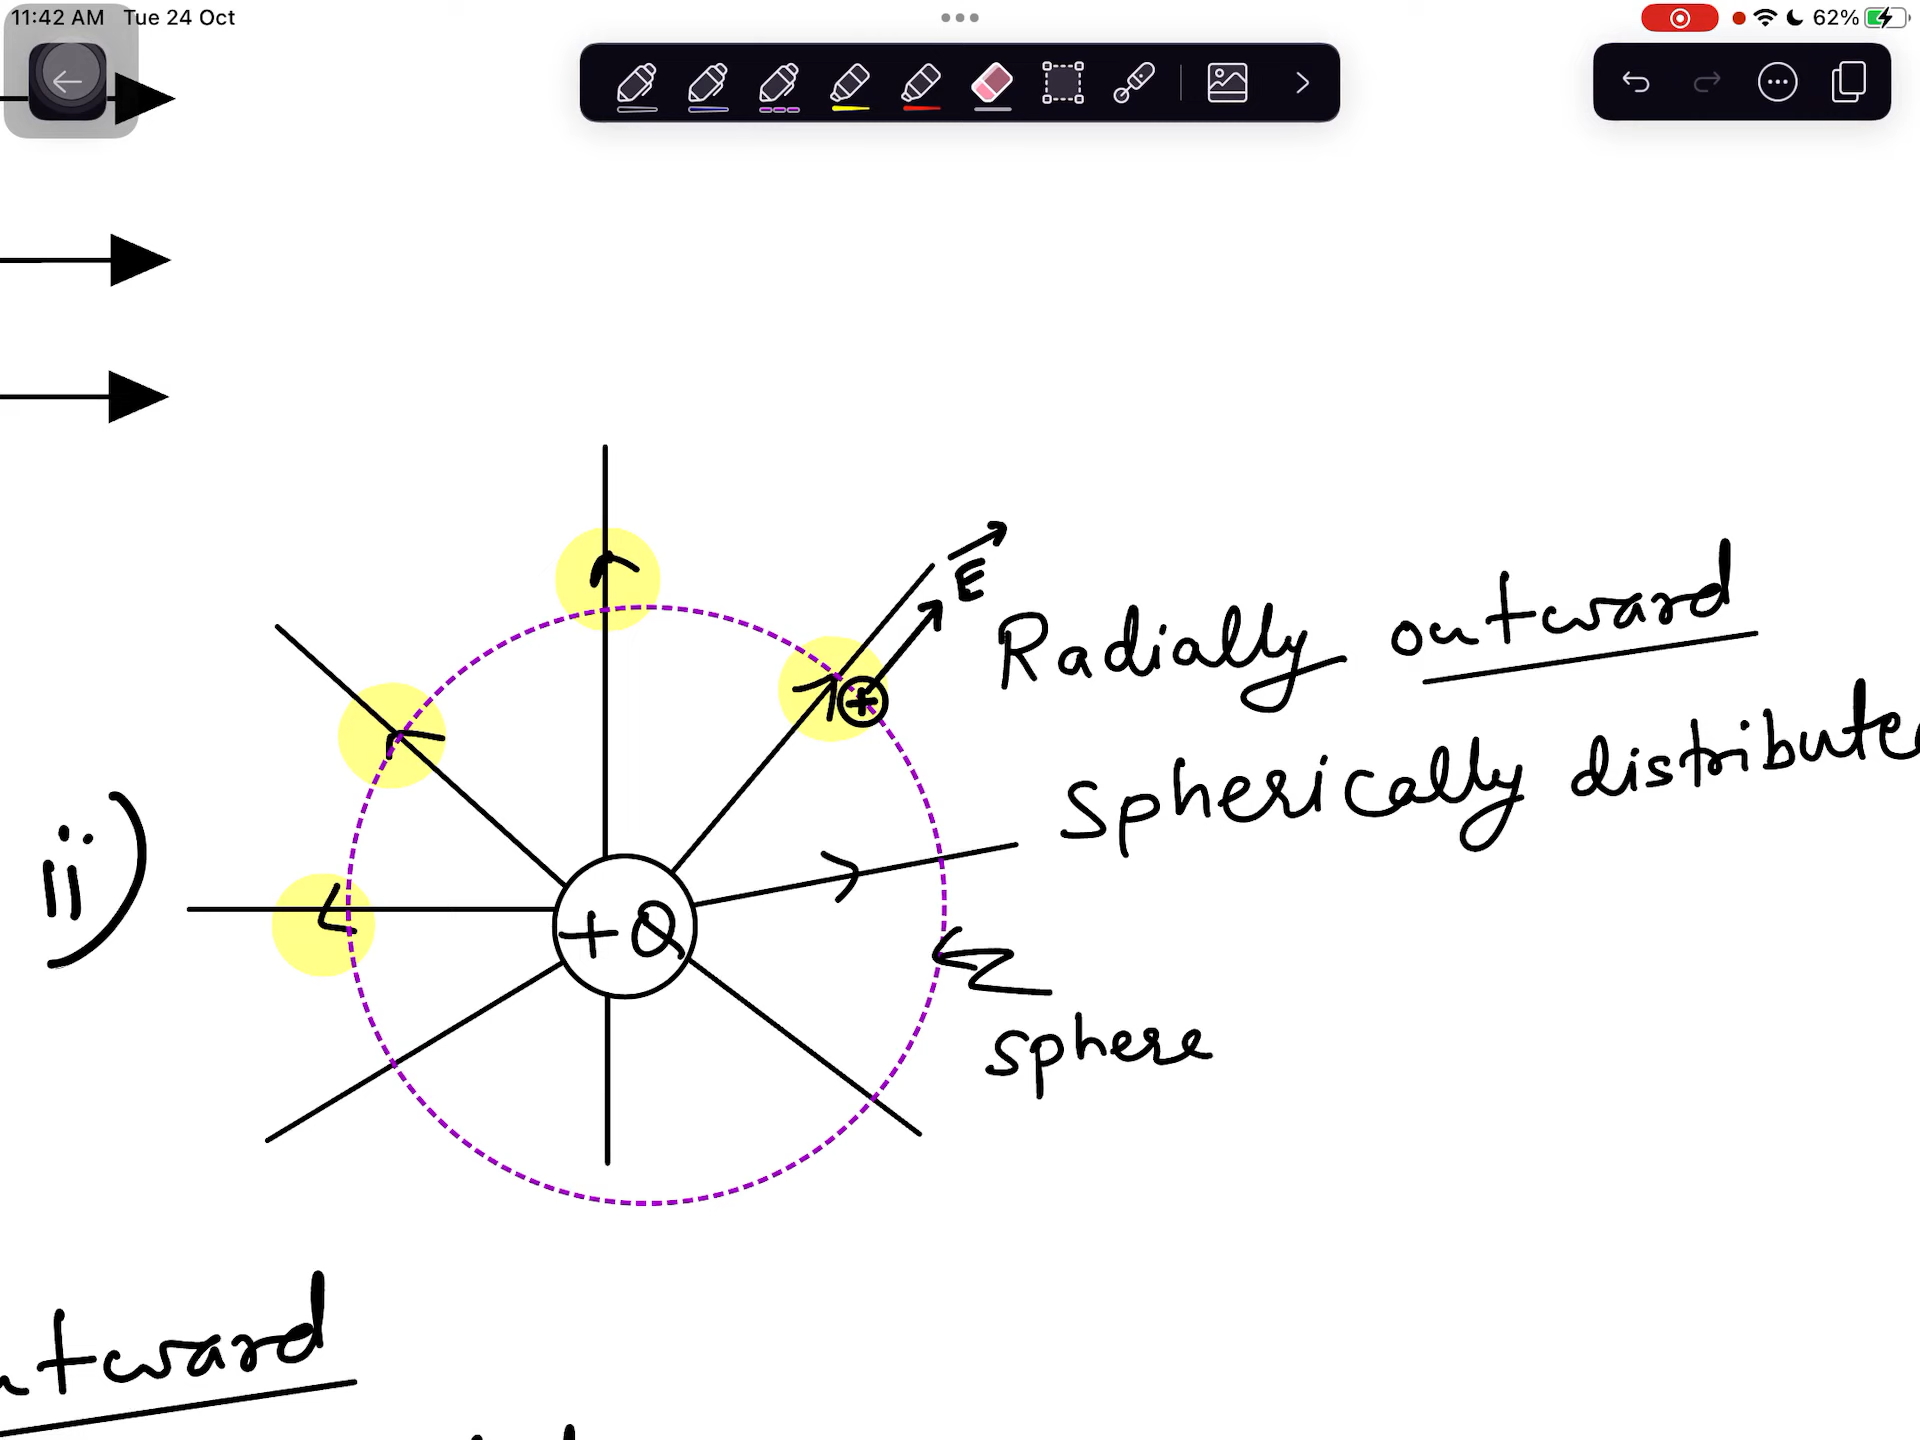 11:42 AM Tue 24 Oct
62%
E
Radially outward
Spherically distribute
ii)
+Q
+
sphere
utward